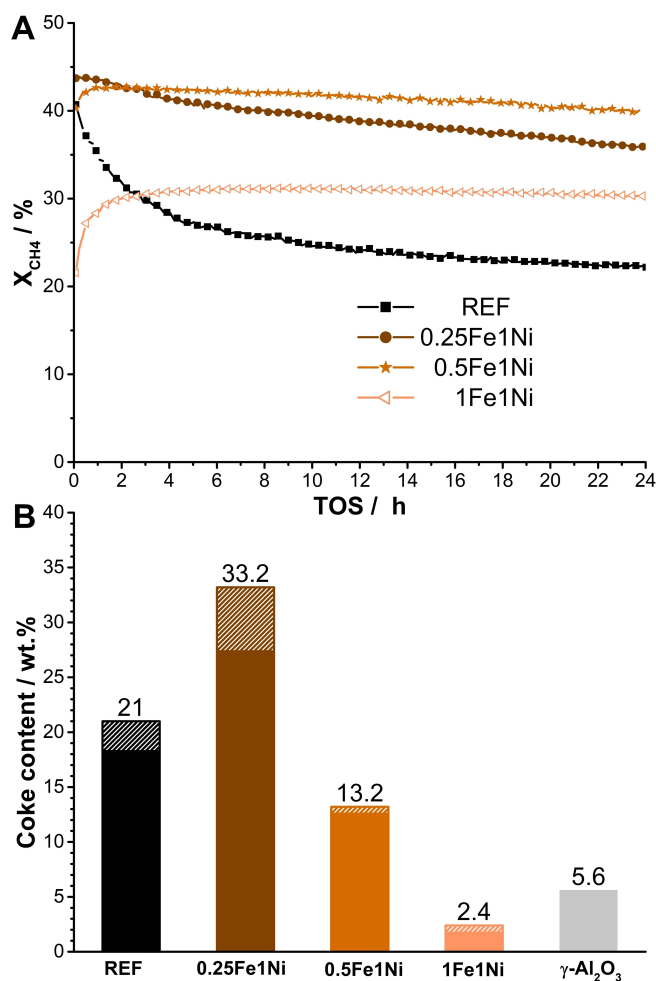 A
X_CH4 / %
50
40
30
20
10
0
REF
0.25Fe1Ni
0.5Fe1Ni
1Fe1Ni
0 2 4 6 8 10 12 14 16 18 20 22 24
TOS / h
B
Coke content / wt.%
40
35
30
25
20
15
10
5
0
21
33.2
13.2
2.4
5.6
REF 0.25Fe1Ni 0.5Fe1Ni 1Fe1Ni γ-Al₂O₃